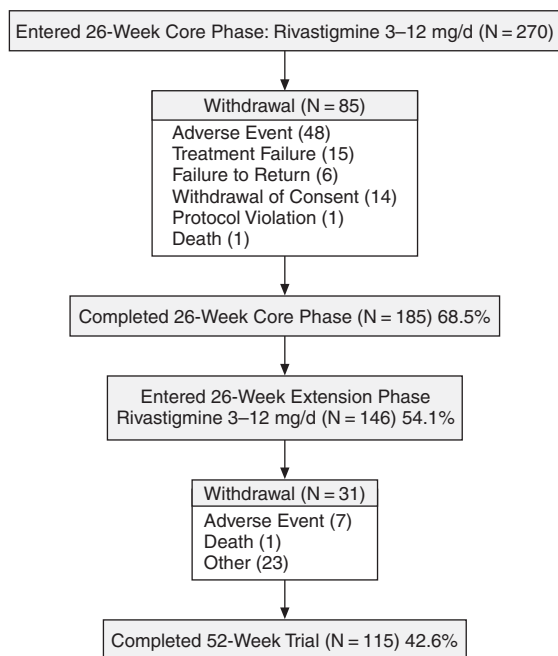 Entered 26-Week Core Phase: Rivastigmine 3–12 mg/d (N = 270)
Withdrawal (N = 85)
Adverse Event (48)
Treatment Failure (15)
Failure to Return (6)
Withdrawal of Consent (14)
Protocol Violation (1)
Death (1)
Completed 26-Week Core Phase (N = 185) 68.5%
Entered 26-Week Extension Phase
Rivastigmine 3–12 mg/d (N = 146) 54.1%
Withdrawal (N = 31)
Adverse Event (7)
Death (1)
Other (23)
Completed 52-Week Trial (N = 115) 42.6%